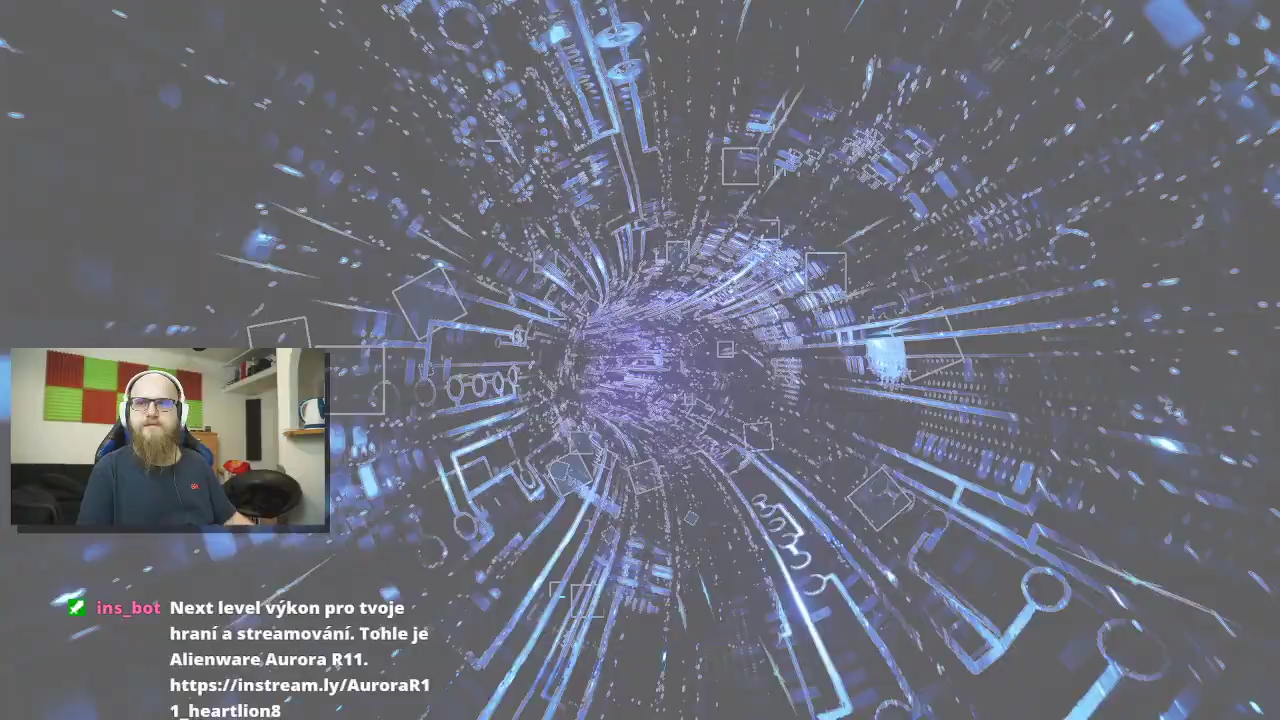 ins_bot Next level výkon pro tvoje
hraní a streamování. Tohle je
Alienware Aurora R11.
https://instream.ly/AuroraR1
1_heartlion8